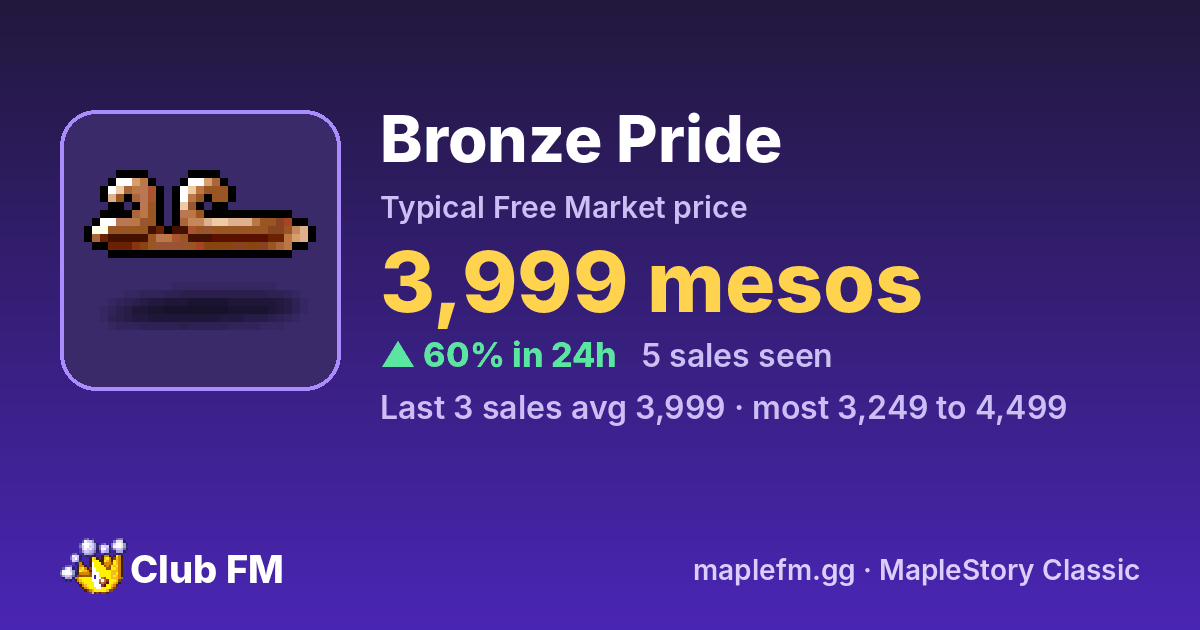 Bronze Pride
Typical Free Market price
3,999 mesos
▲ 60% in 24h 5 sales seen
Last 3 sales avg 3,999 · most 3,249 to 4,499
Club FM
maplefm.gg · MapleStory Classic